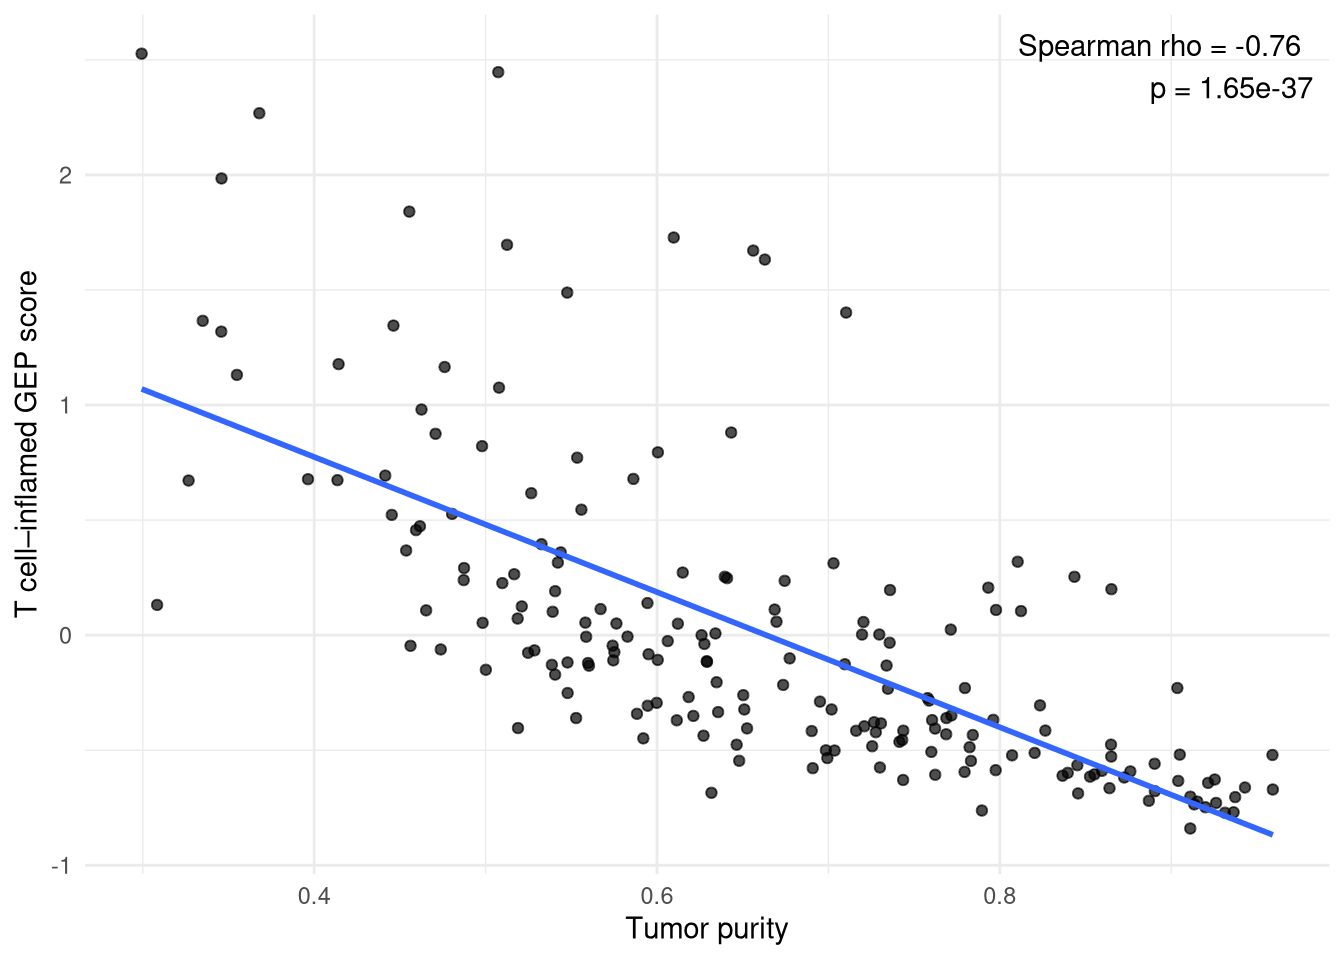 Spearman rho = -0.76
p = 1.65e-37
T cell−inflamed GEP score
2
1
0
-1
0.4
0.6
0.8
Tumor purity